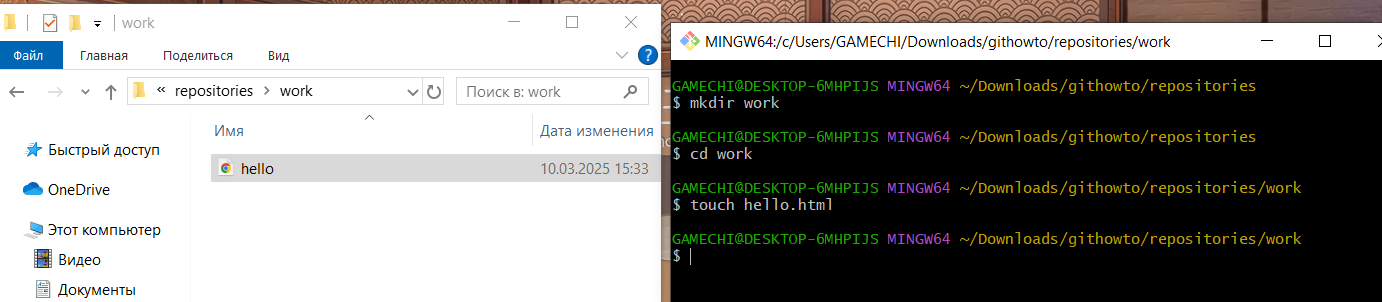 work
Файл Главная Поделиться Вид
« repositories > work
Поиск в: work
Имя Дата изменения
Быстрый доступ
hello 10.03.2025 15:33
OneDrive
Этот компьютер
Видео
Документы
MINGW64:/c/Users/GAMECHI/Downloads/githowto/repositories/work
GAMECHI@DESKTOP-6MHPIJS MINGW64 ~/Downloads/githowto/repositories
$ mkdir work
GAMECHI@DESKTOP-6MHPIJS MINGW64 ~/Downloads/githowto/repositories
$ cd work
GAMECHI@DESKTOP-6MHPIJS MINGW64 ~/Downloads/githowto/repositories/work
$ touch hello.html
GAMECHI@DESKTOP-6MHPIJS MINGW64 ~/Downloads/githowto/repositories/work
$